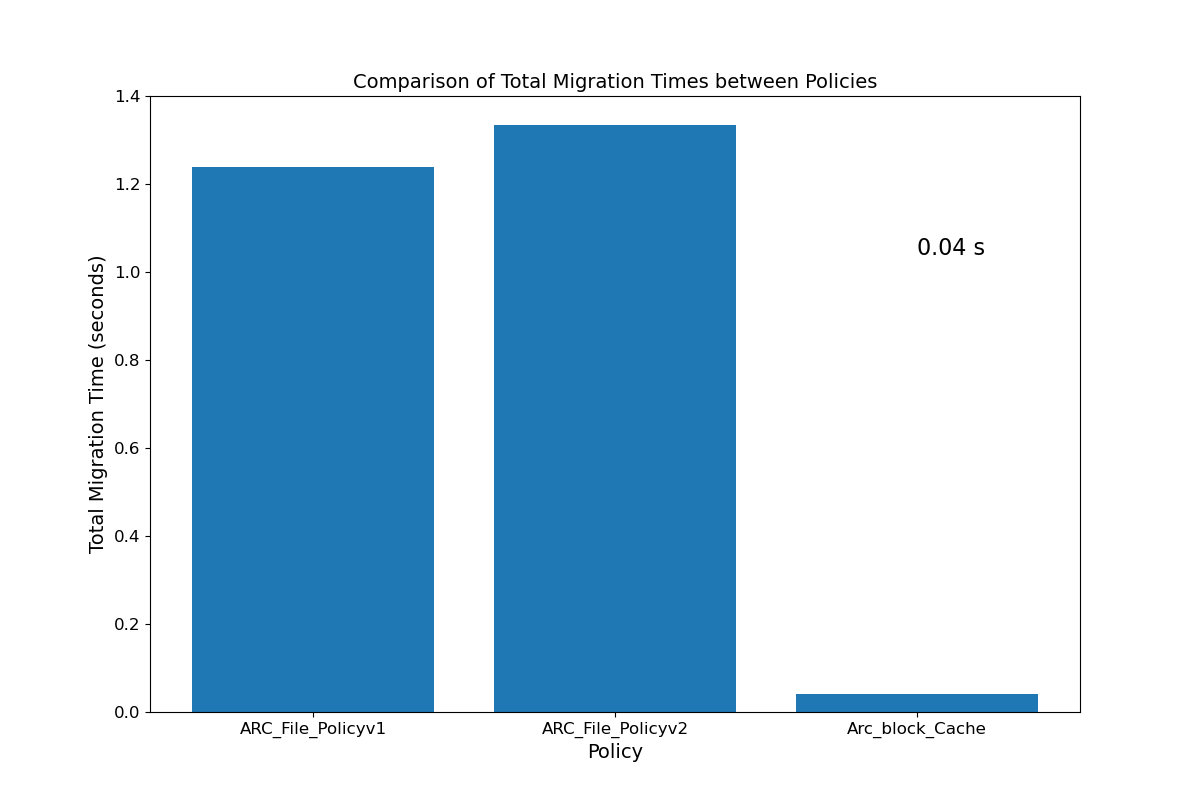 Comparison of Total Migration Times between Policies
1.4
1.2
1.0
0.8
0.6
0.4
0.2
0.0
Total Migration Time (seconds)
0.04 s
ARC_File_Policyv1
ARC_File_Policyv2
Arc_block_Cache
Policy